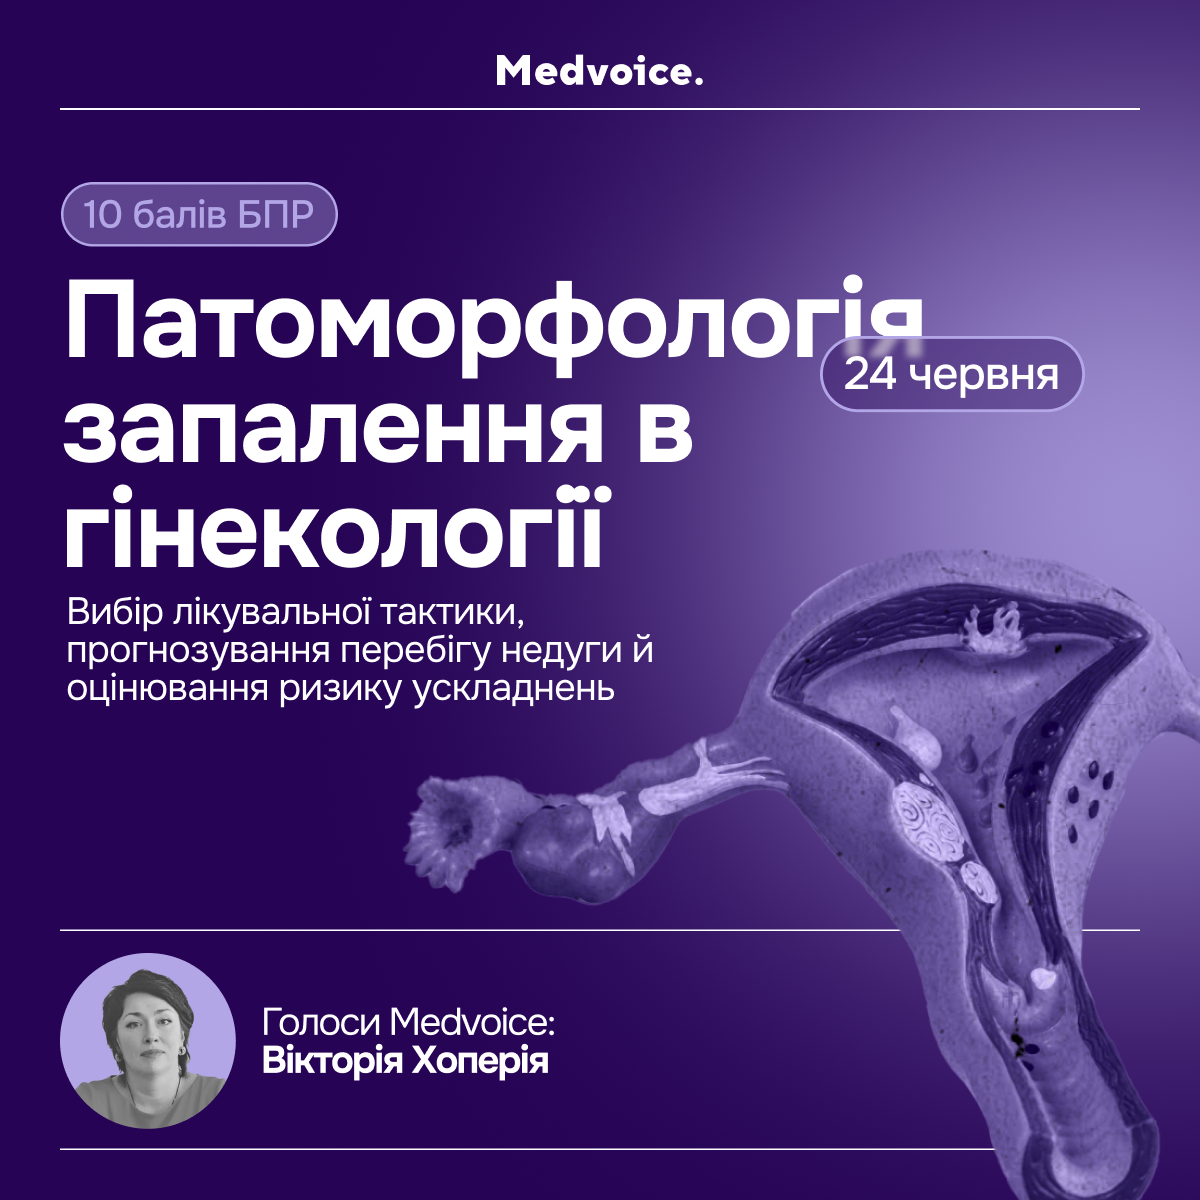 Medvoice.
10 балів БПР
Патоморфологія
24 червня
запалення в
гінекології
Вибір лікувальної тактики,
прогнозування перебігу недуги й
оцінювання ризику ускладнень
Голоси Medvoice:
Вікторія Хоперія